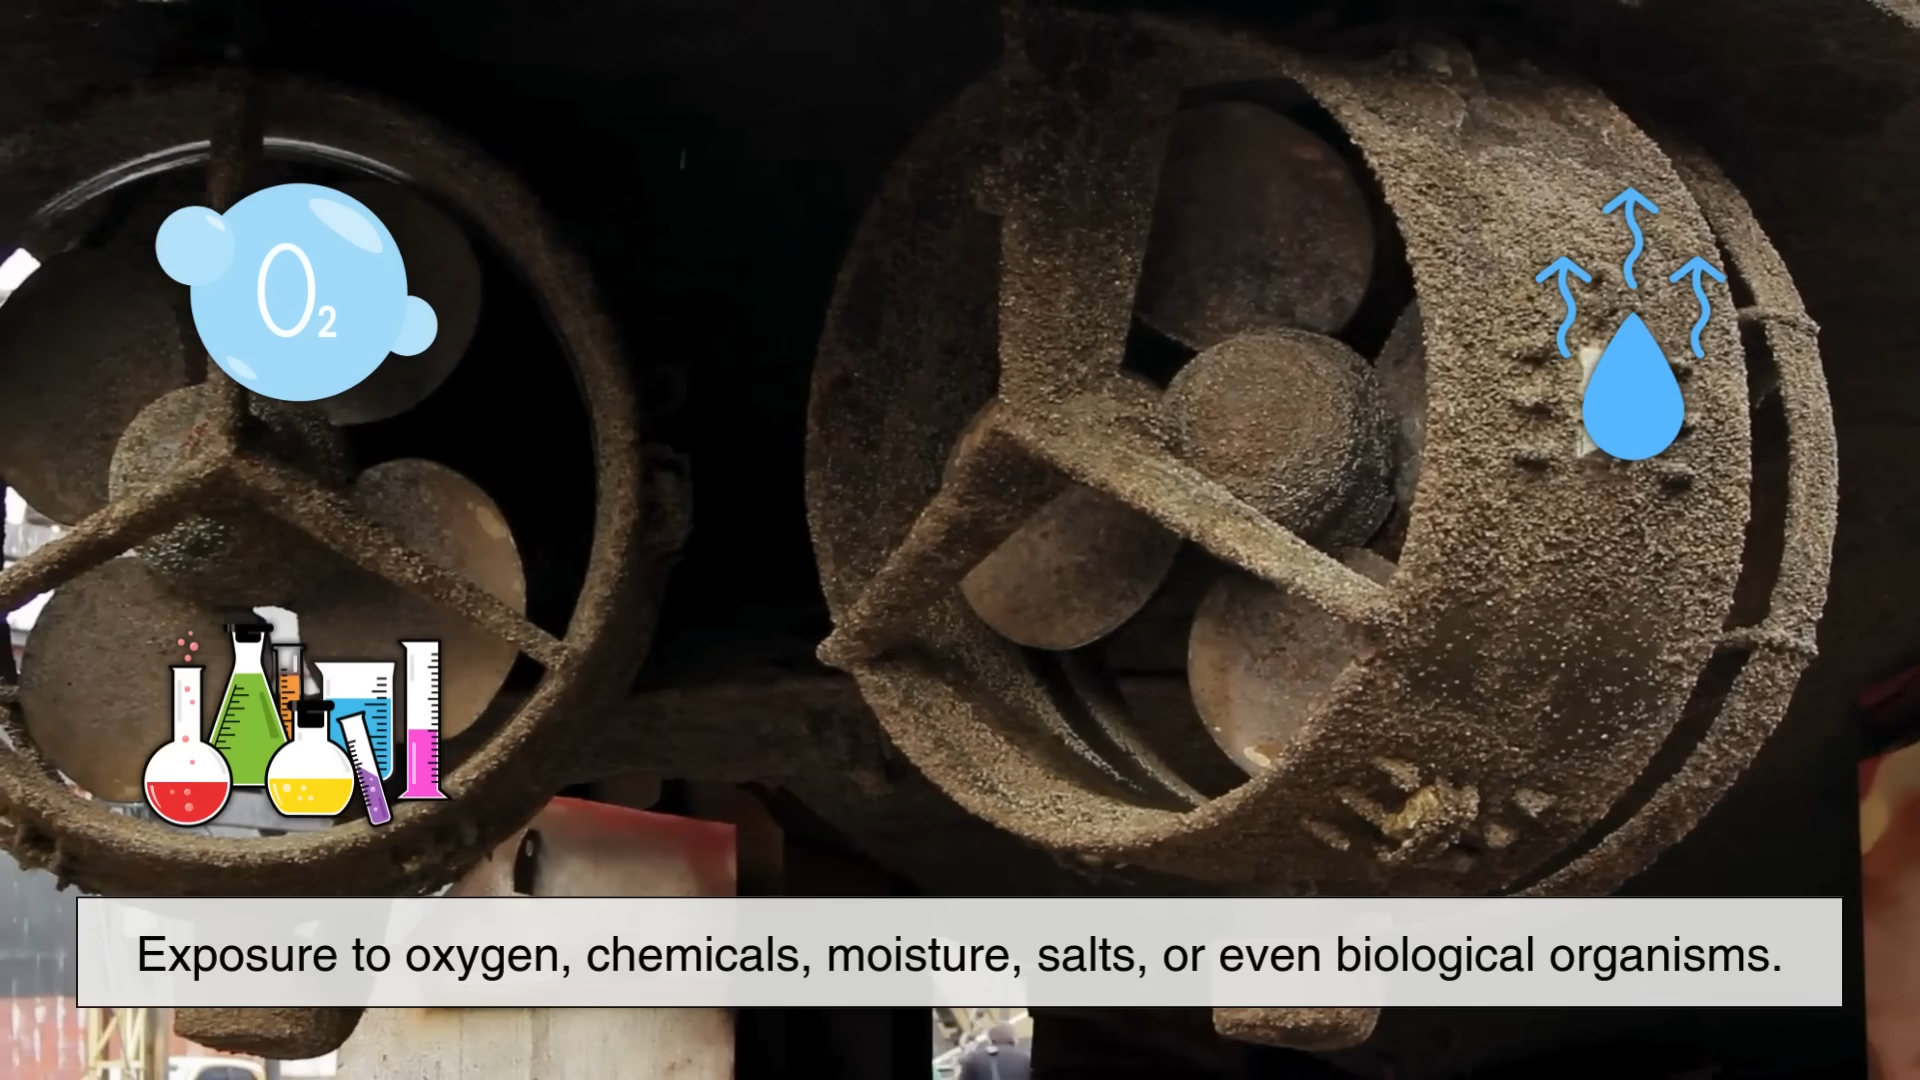 O₂
Exposure to oxygen, chemicals, moisture, salts, or even biological organisms.